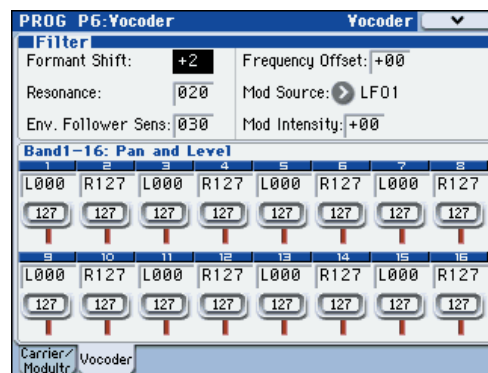 PROG P6:Vocoder Vocoder
Filter
Formant Shift: +2 Frequency Offset: +00
Resonance: 020 Mod Source: LFO1
Env. Follower Sens: 030 Mod Intensity: +00
Band1-16: Pan and Level
1 2 3 4 5 6 7 8
L000 R127 L000 R127 L000 R127 L000 R127
127 127 127 127 127 127 127 127
9 10 11 12 13 14 15 16
L000 R127 L000 R127 L000 R127 L000 R127
127 127 127 127 127 127 127 127
Carrier/ Vocoder
Modultr